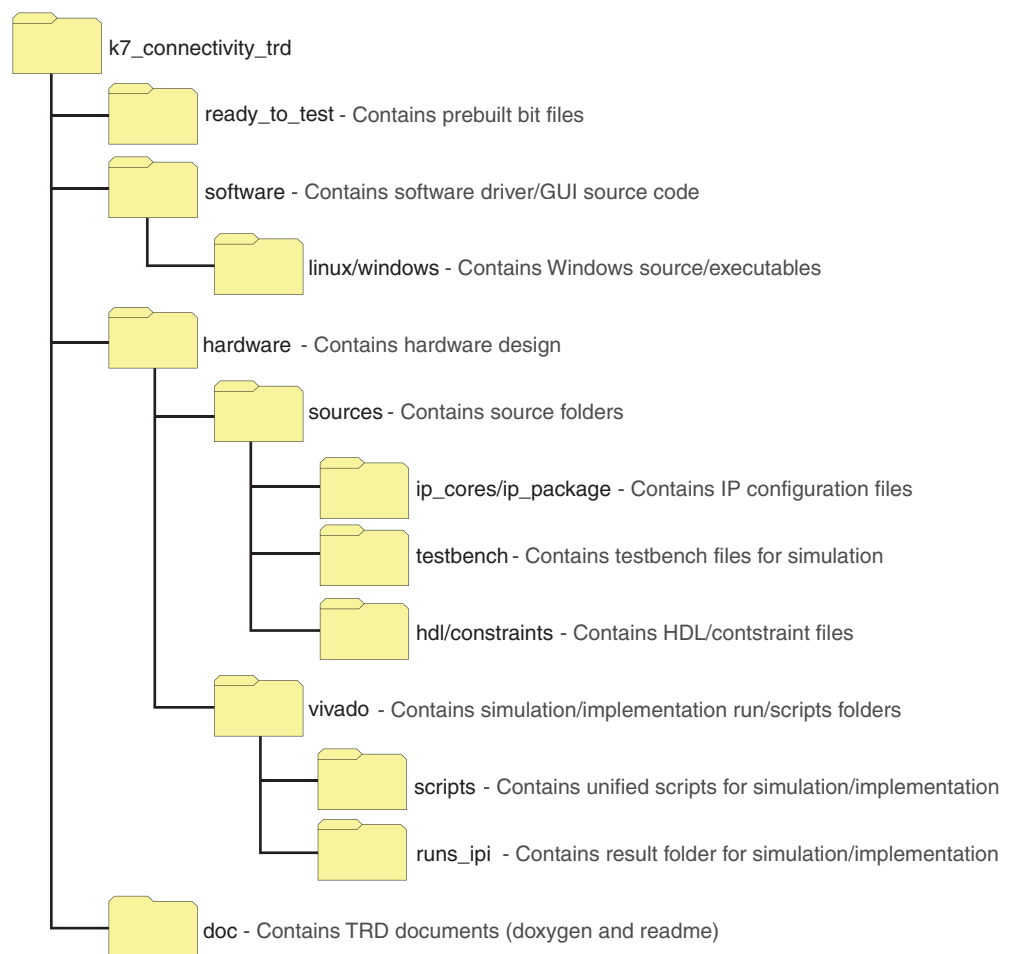 k7_connectivity_trd
ready_to_test - Contains prebuilt bit files
software - Contains software driver/GUI source code
linux/windows - Contains Windows source/executables
hardware - Contains hardware design
sources - Contains source folders
ip_cores/ip_package - Contains IP configuration files
testbench - Contains testbench files for simulation
hdl/constraints - Contains HDL/contstraint files
vivado - Contains simulation/implementation run/scripts folders
scripts - Contains unified scripts for simulation/implementation
runs_ipi - Contains result folder for simulation/implementation
doc - Contains TRD documents (doxygen and readme)